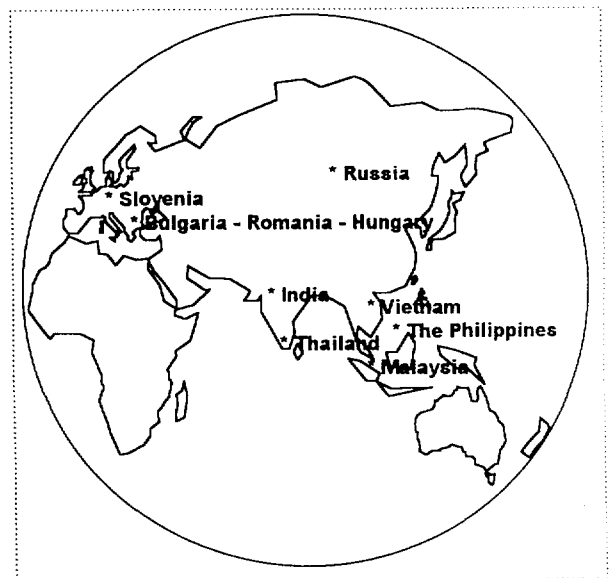 * Russia
* Slovenia
* Bulgaria - Romania - Hungary
* India
* Vietnam
* The Philippines
* Thailand
Malaysia